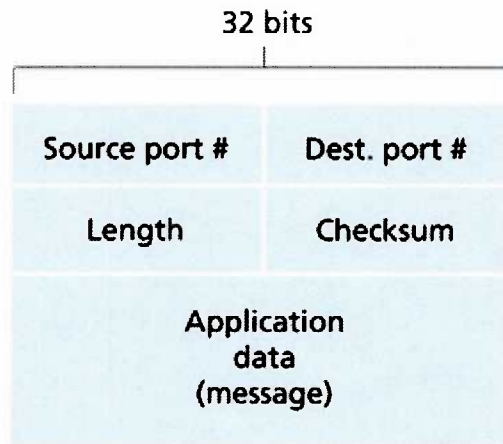 32 bits
Source port #
Dest. port #
Length
Checksum
Application
data
(message)